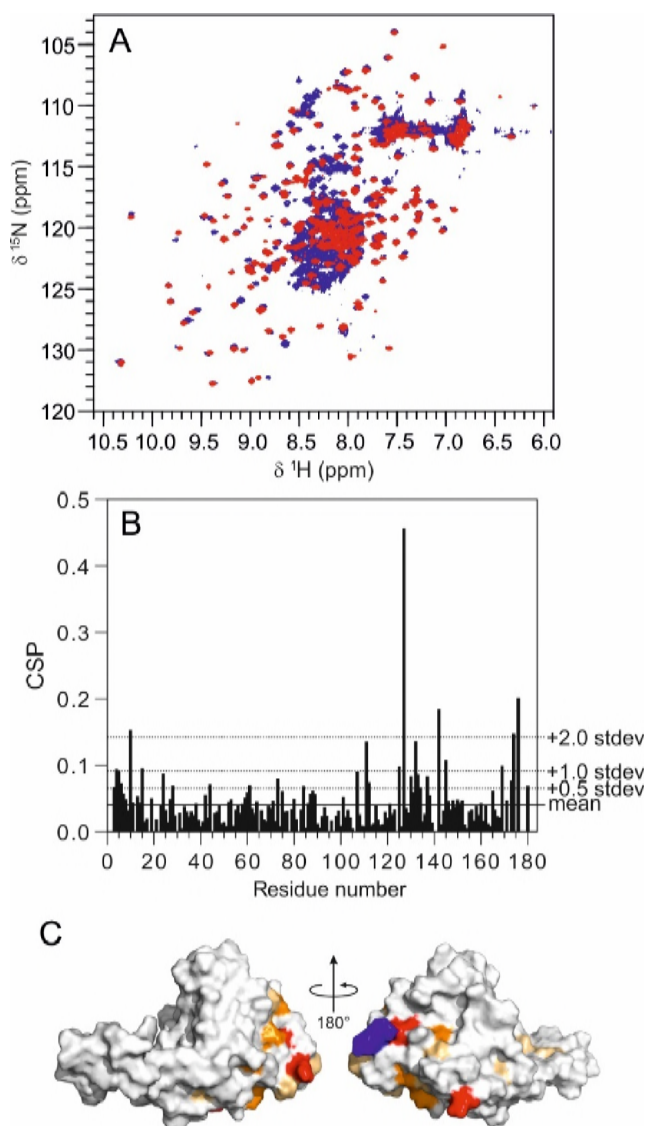 A
105
110
115
120
125
130
120
δ ¹⁵N (ppm)
10.5 10.0 9.5 9.0 8.5 8.0 7.5 7.0 6.5 6.0
δ ¹H (ppm)
B
0.5
0.4
0.3
0.2
0.1
0.0
CSP
+2.0 stdev
+1.0 stdev
+0.5 stdev
mean
0 20 40 60 80 100 120 140 160 180
Residue number
C
180°